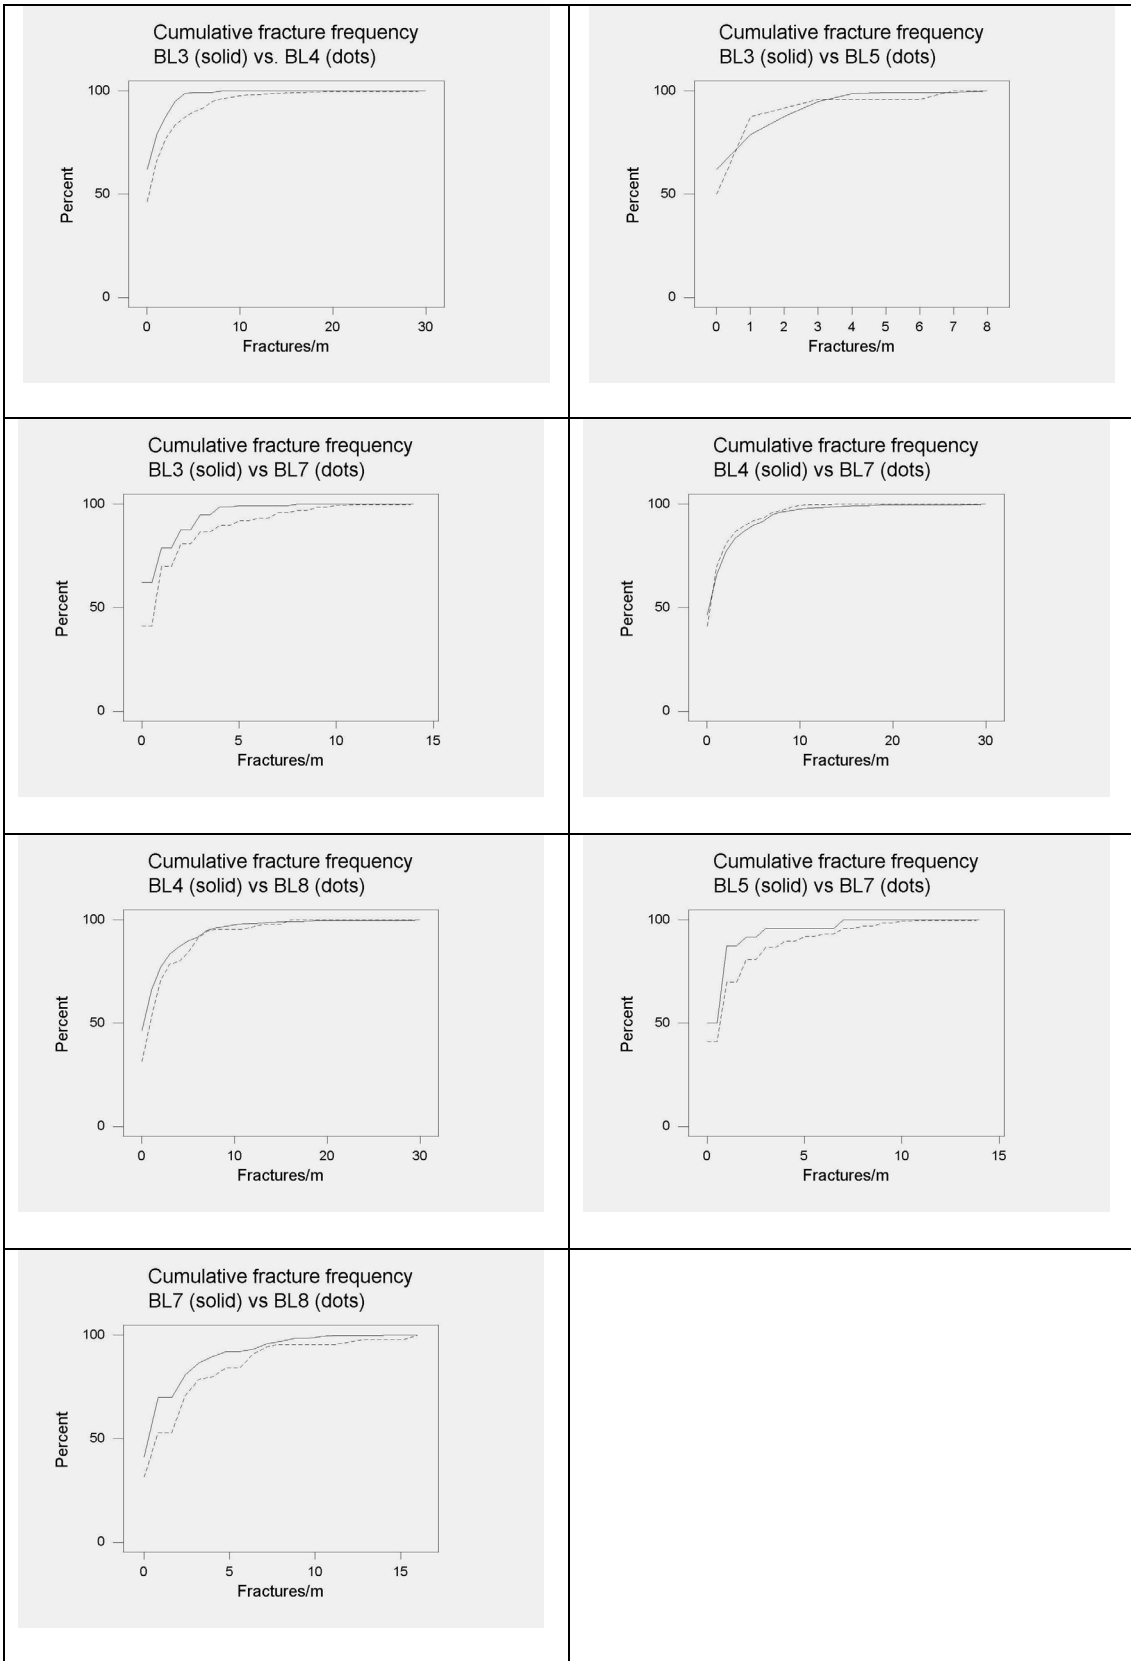 Cumulative fracture frequency
BL3 (solid) vs. BL4 (dots)
100
50
0
Percent
0 10 20 30
Fractures/m
Cumulative fracture frequency
BL3 (solid) vs BL5 (dots)
100
50
0
Percent
0 1 2 3 4 5 6 7 8
Fractures/m
Cumulative fracture frequency
BL3 (solid) vs BL7 (dots)
100
50
0
Percent
0 5 10 15
Fractures/m
Cumulative fracture frequency
BL4 (solid) vs BL7 (dots)
100
50
0
Percent
0 10 20 30
Fractures/m
Cumulative fracture frequency
BL4 (solid) vs BL8 (dots)
100
50
0
Percent
0 10 20 30
Fractures/m
Cumulative fracture frequency
BL5 (solid) vs BL7 (dots)
100
50
0
Percent
0 5 10 15
Fractures/m
Cumulative fracture frequency
BL7 (solid) vs BL8 (dots)
100
50
0
Percent
0 5 10 15
Fractures/m